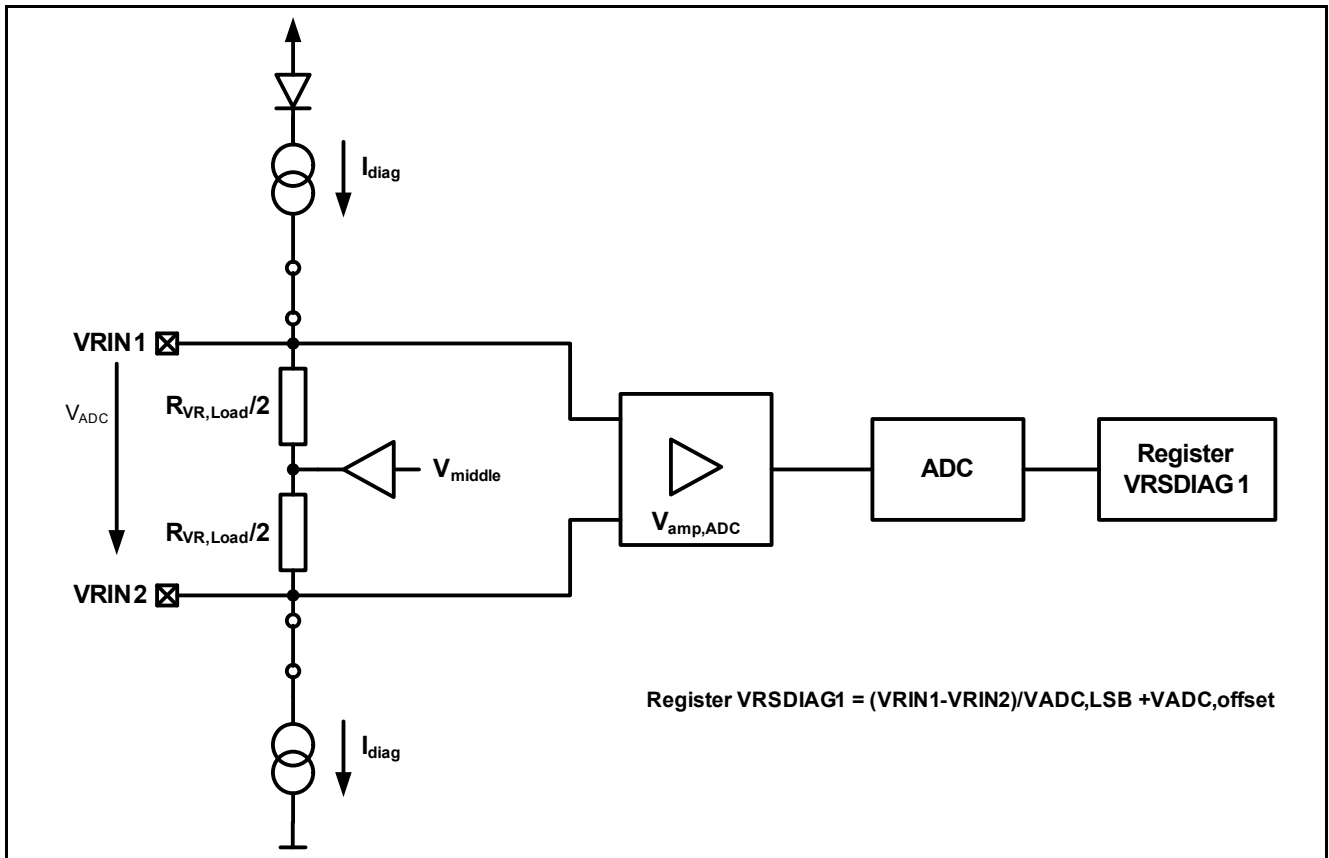 Idiag
VRIN1
VADC
RVR,Load/2
Vmiddle
RVR,Load/2
Vamp,ADC
ADC
Register
VRSDIAG1
VRIN2
Register VRSDIAG1 = (VRIN1-VRIN2)/VADC,LSB +VADC,offset
Idiag